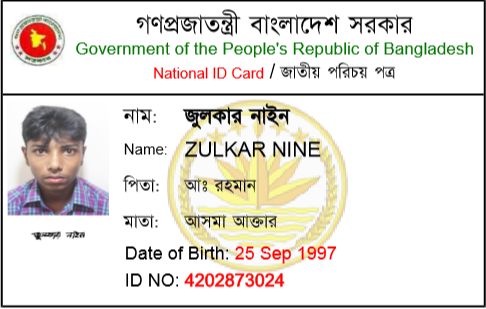 গণপ্রজাতন্ত্রী বাংলাদেশ সরকার
Government of the People's Republic of Bangladesh
National ID Card / জাতীয় পরিচয় পত্র
নাম: জুলকার নাইন
Name: ZULKAR NINE
পিতা: আঃ রহমান
মাতা: আসমা আক্তার
জুলকার নাইন
Date of Birth: 25 Sep 1997
ID NO: 4202873024